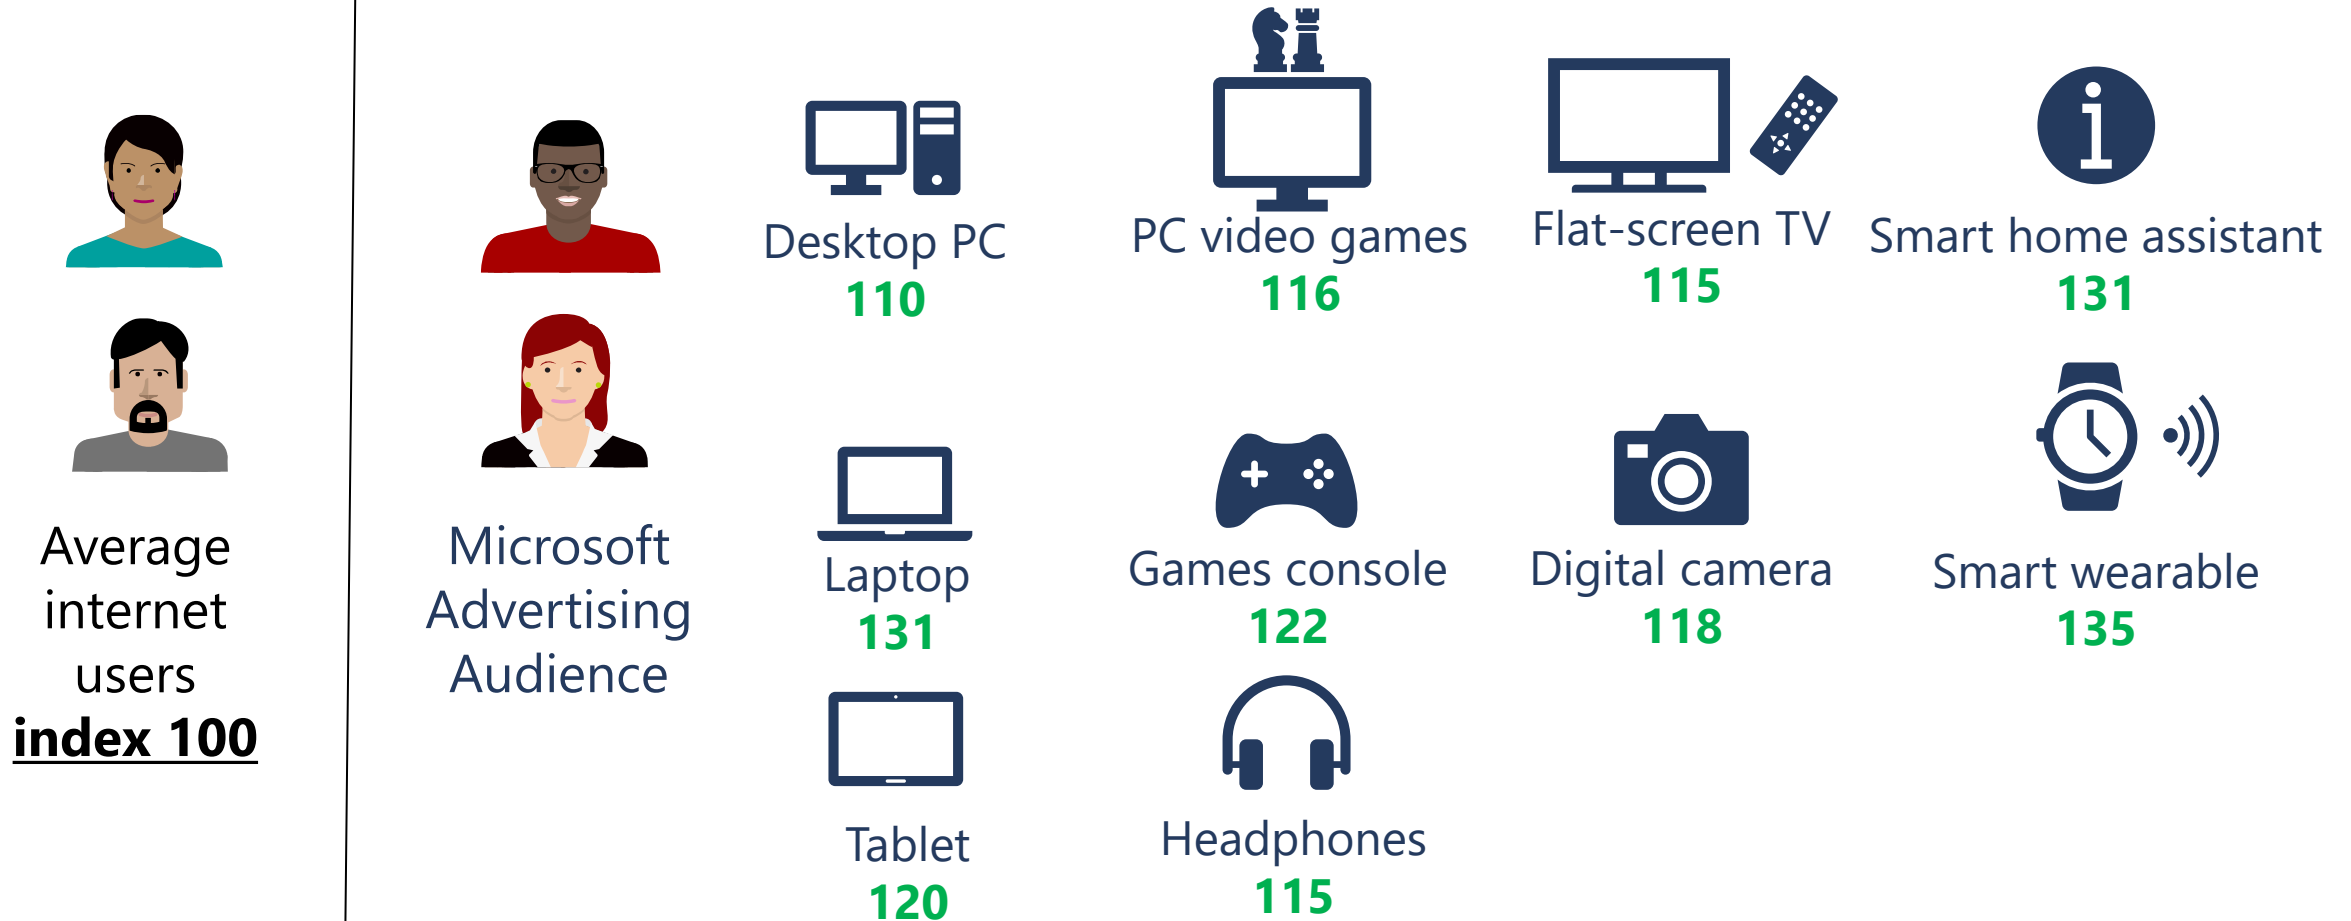 Average
internet
users
index 100
Microsoft
Advertising
Audience
Desktop PC
110
PC video games
116
Flat-screen TV
115
Smart home assistant
131
Laptop
131
Games console
122
Digital camera
118
Smart wearable
135
Tablet
120
Headphones
115